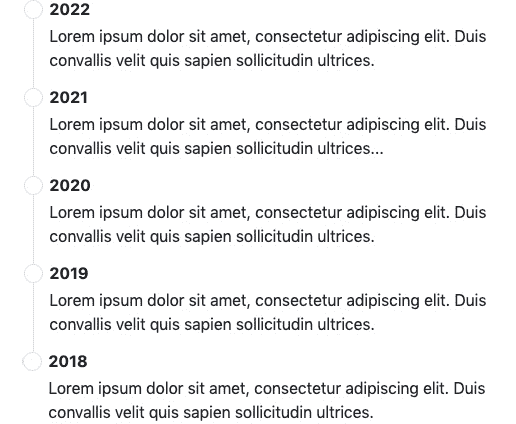 2022
Lorem ipsum dolor sit amet, consectetur adipiscing elit. Duis
convallis velit quis sapien sollicitudin ultrices.
2021
Lorem ipsum dolor sit amet, consectetur adipiscing elit. Duis
convallis velit quis sapien sollicitudin ultrices...
2020
Lorem ipsum dolor sit amet, consectetur adipiscing elit. Duis
convallis velit quis sapien sollicitudin ultrices.
2019
Lorem ipsum dolor sit amet, consectetur adipiscing elit. Duis
convallis velit quis sapien sollicitudin ultrices.
2018
Lorem ipsum dolor sit amet, consectetur adipiscing elit. Duis
convallis velit quis sapien sollicitudin ultrices.